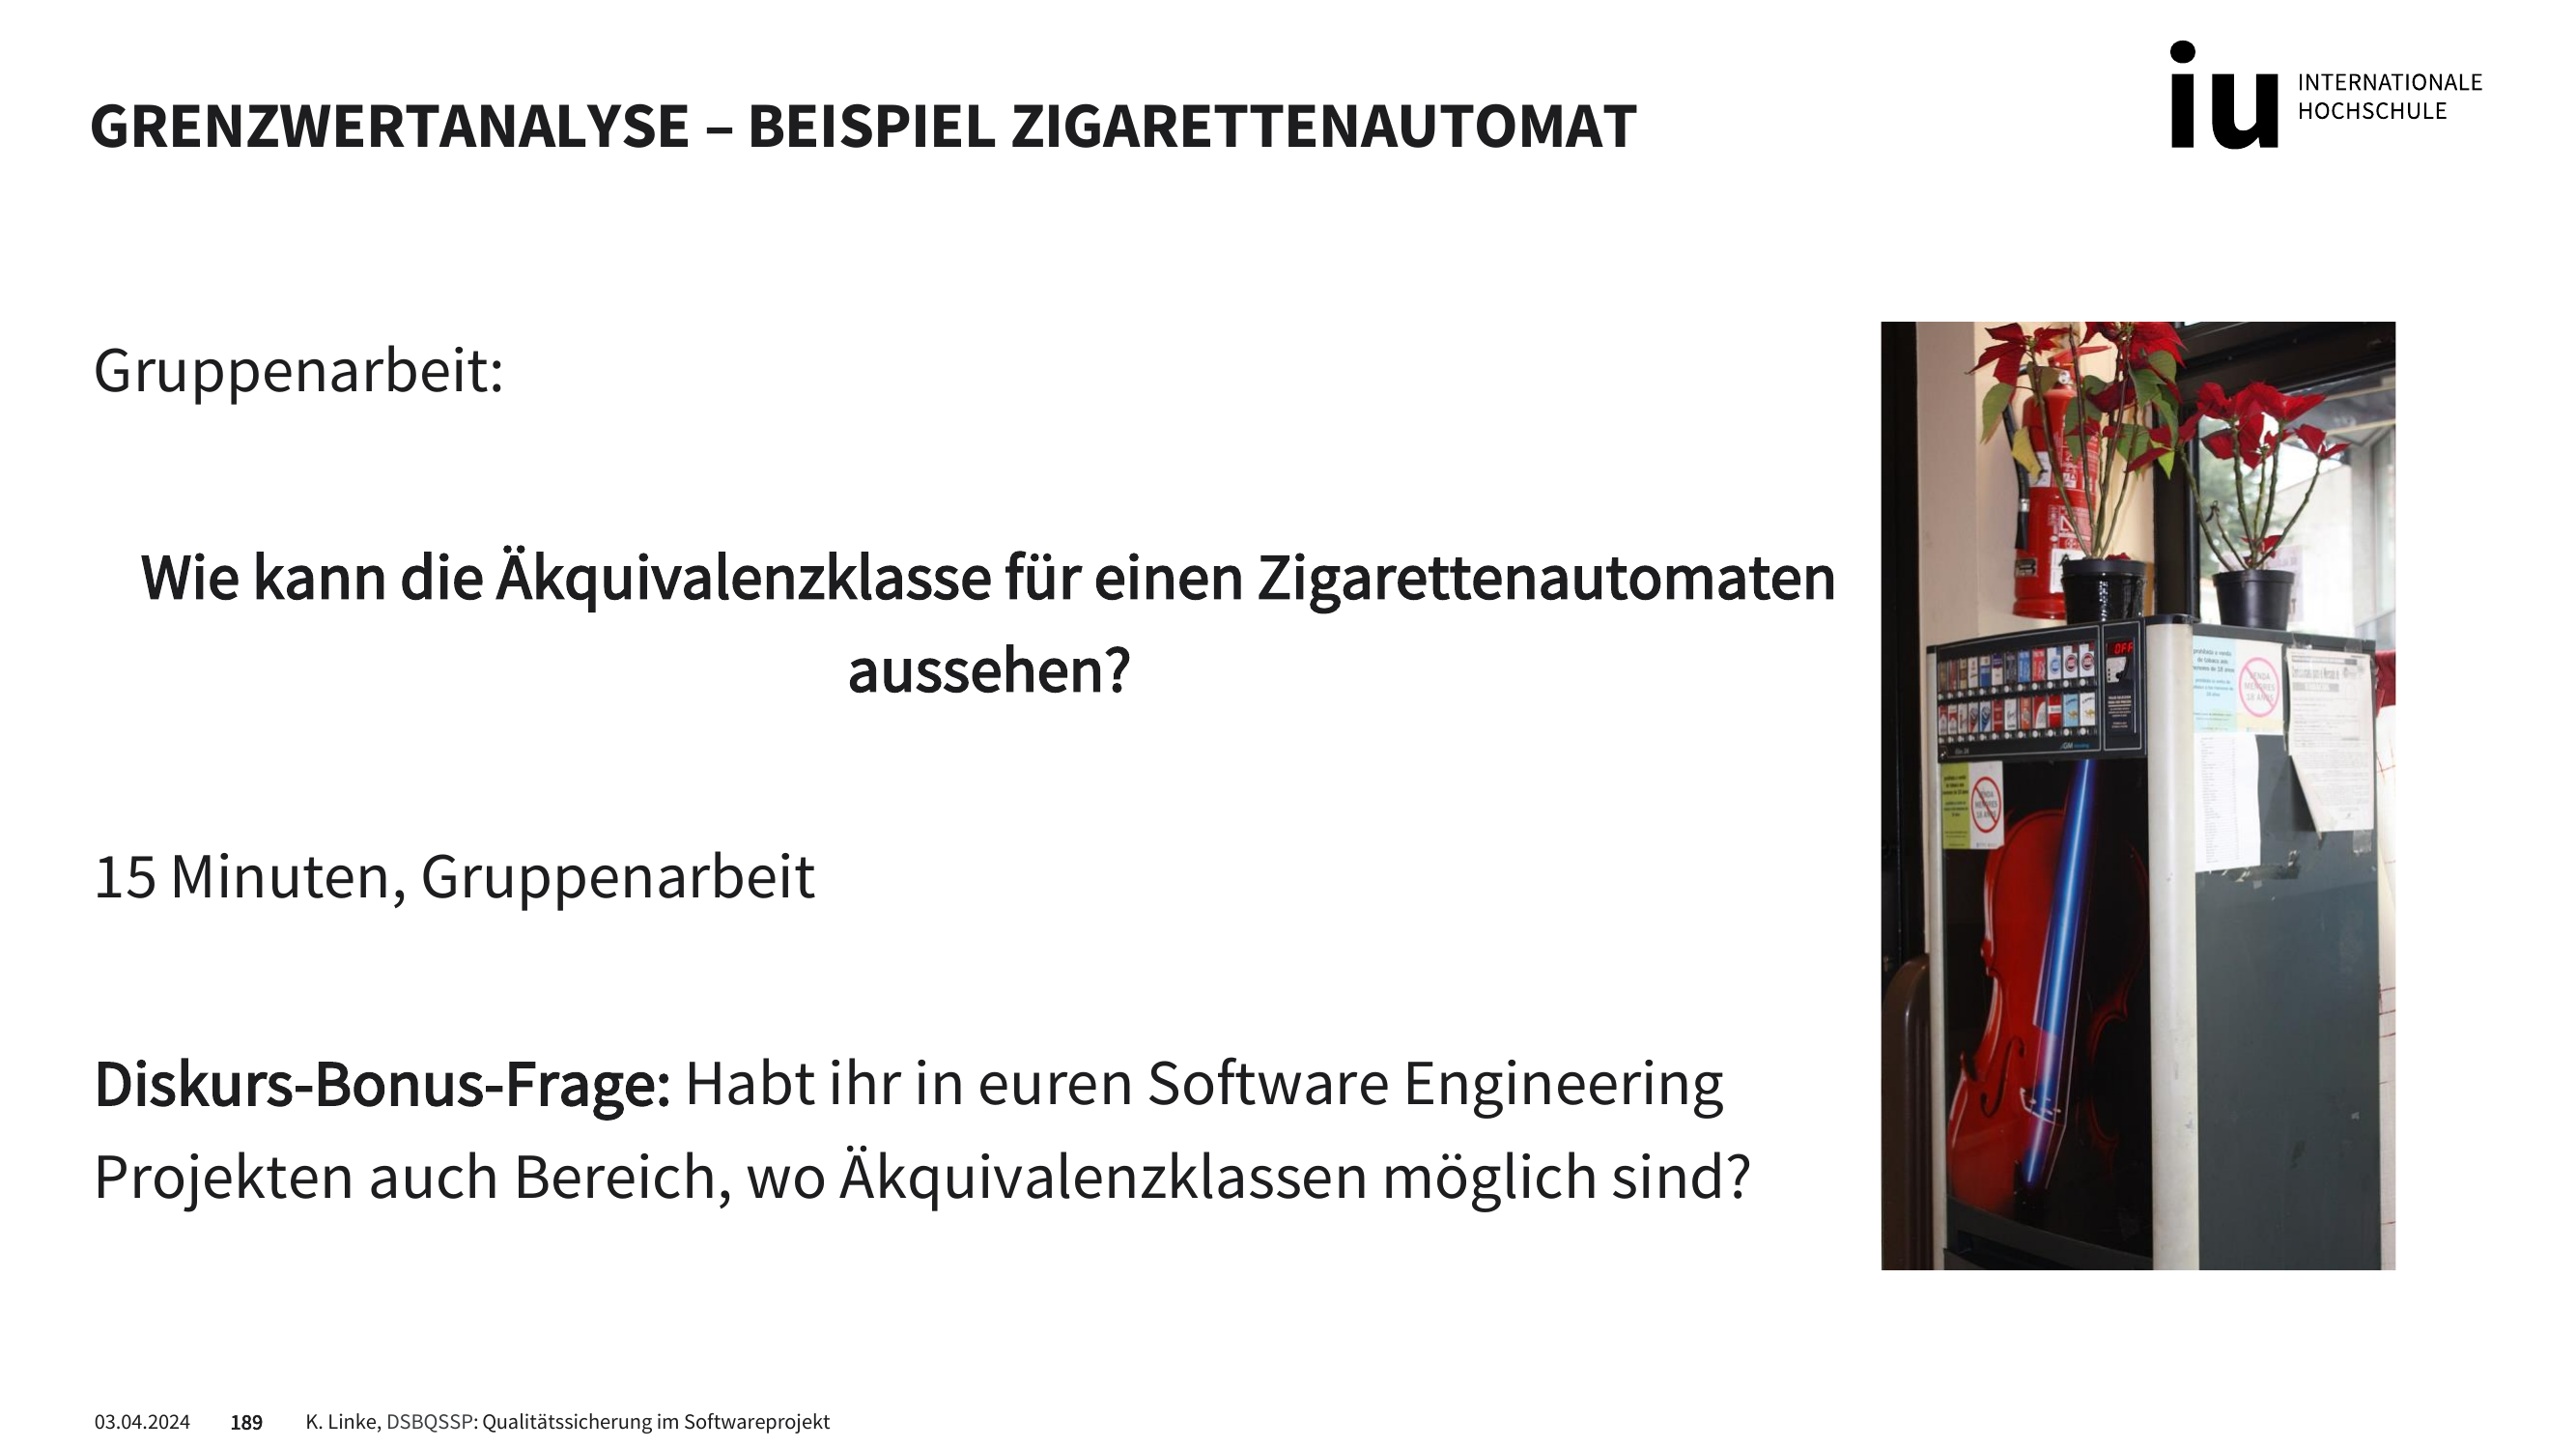 GRENZWERTANALYSE – BEISPIEL ZIGARETTENAUTOMAT
iu INTERNATIONALE
HOCHSCHULE
Gruppenarbeit:
Wie kann die Äkquivalenzklasse für einen Zigarettenautomaten
aussehen?
15 Minuten, Gruppenarbeit
Diskurs-Bonus-Frage: Habt ihr in euren Software Engineering
Projekten auch Bereich, wo Äkquivalenzklassen möglich sind?
OFF
03.04.2024 189 K. Linke, DSBQSSP: Qualitätssicherung im Softwareprojekt